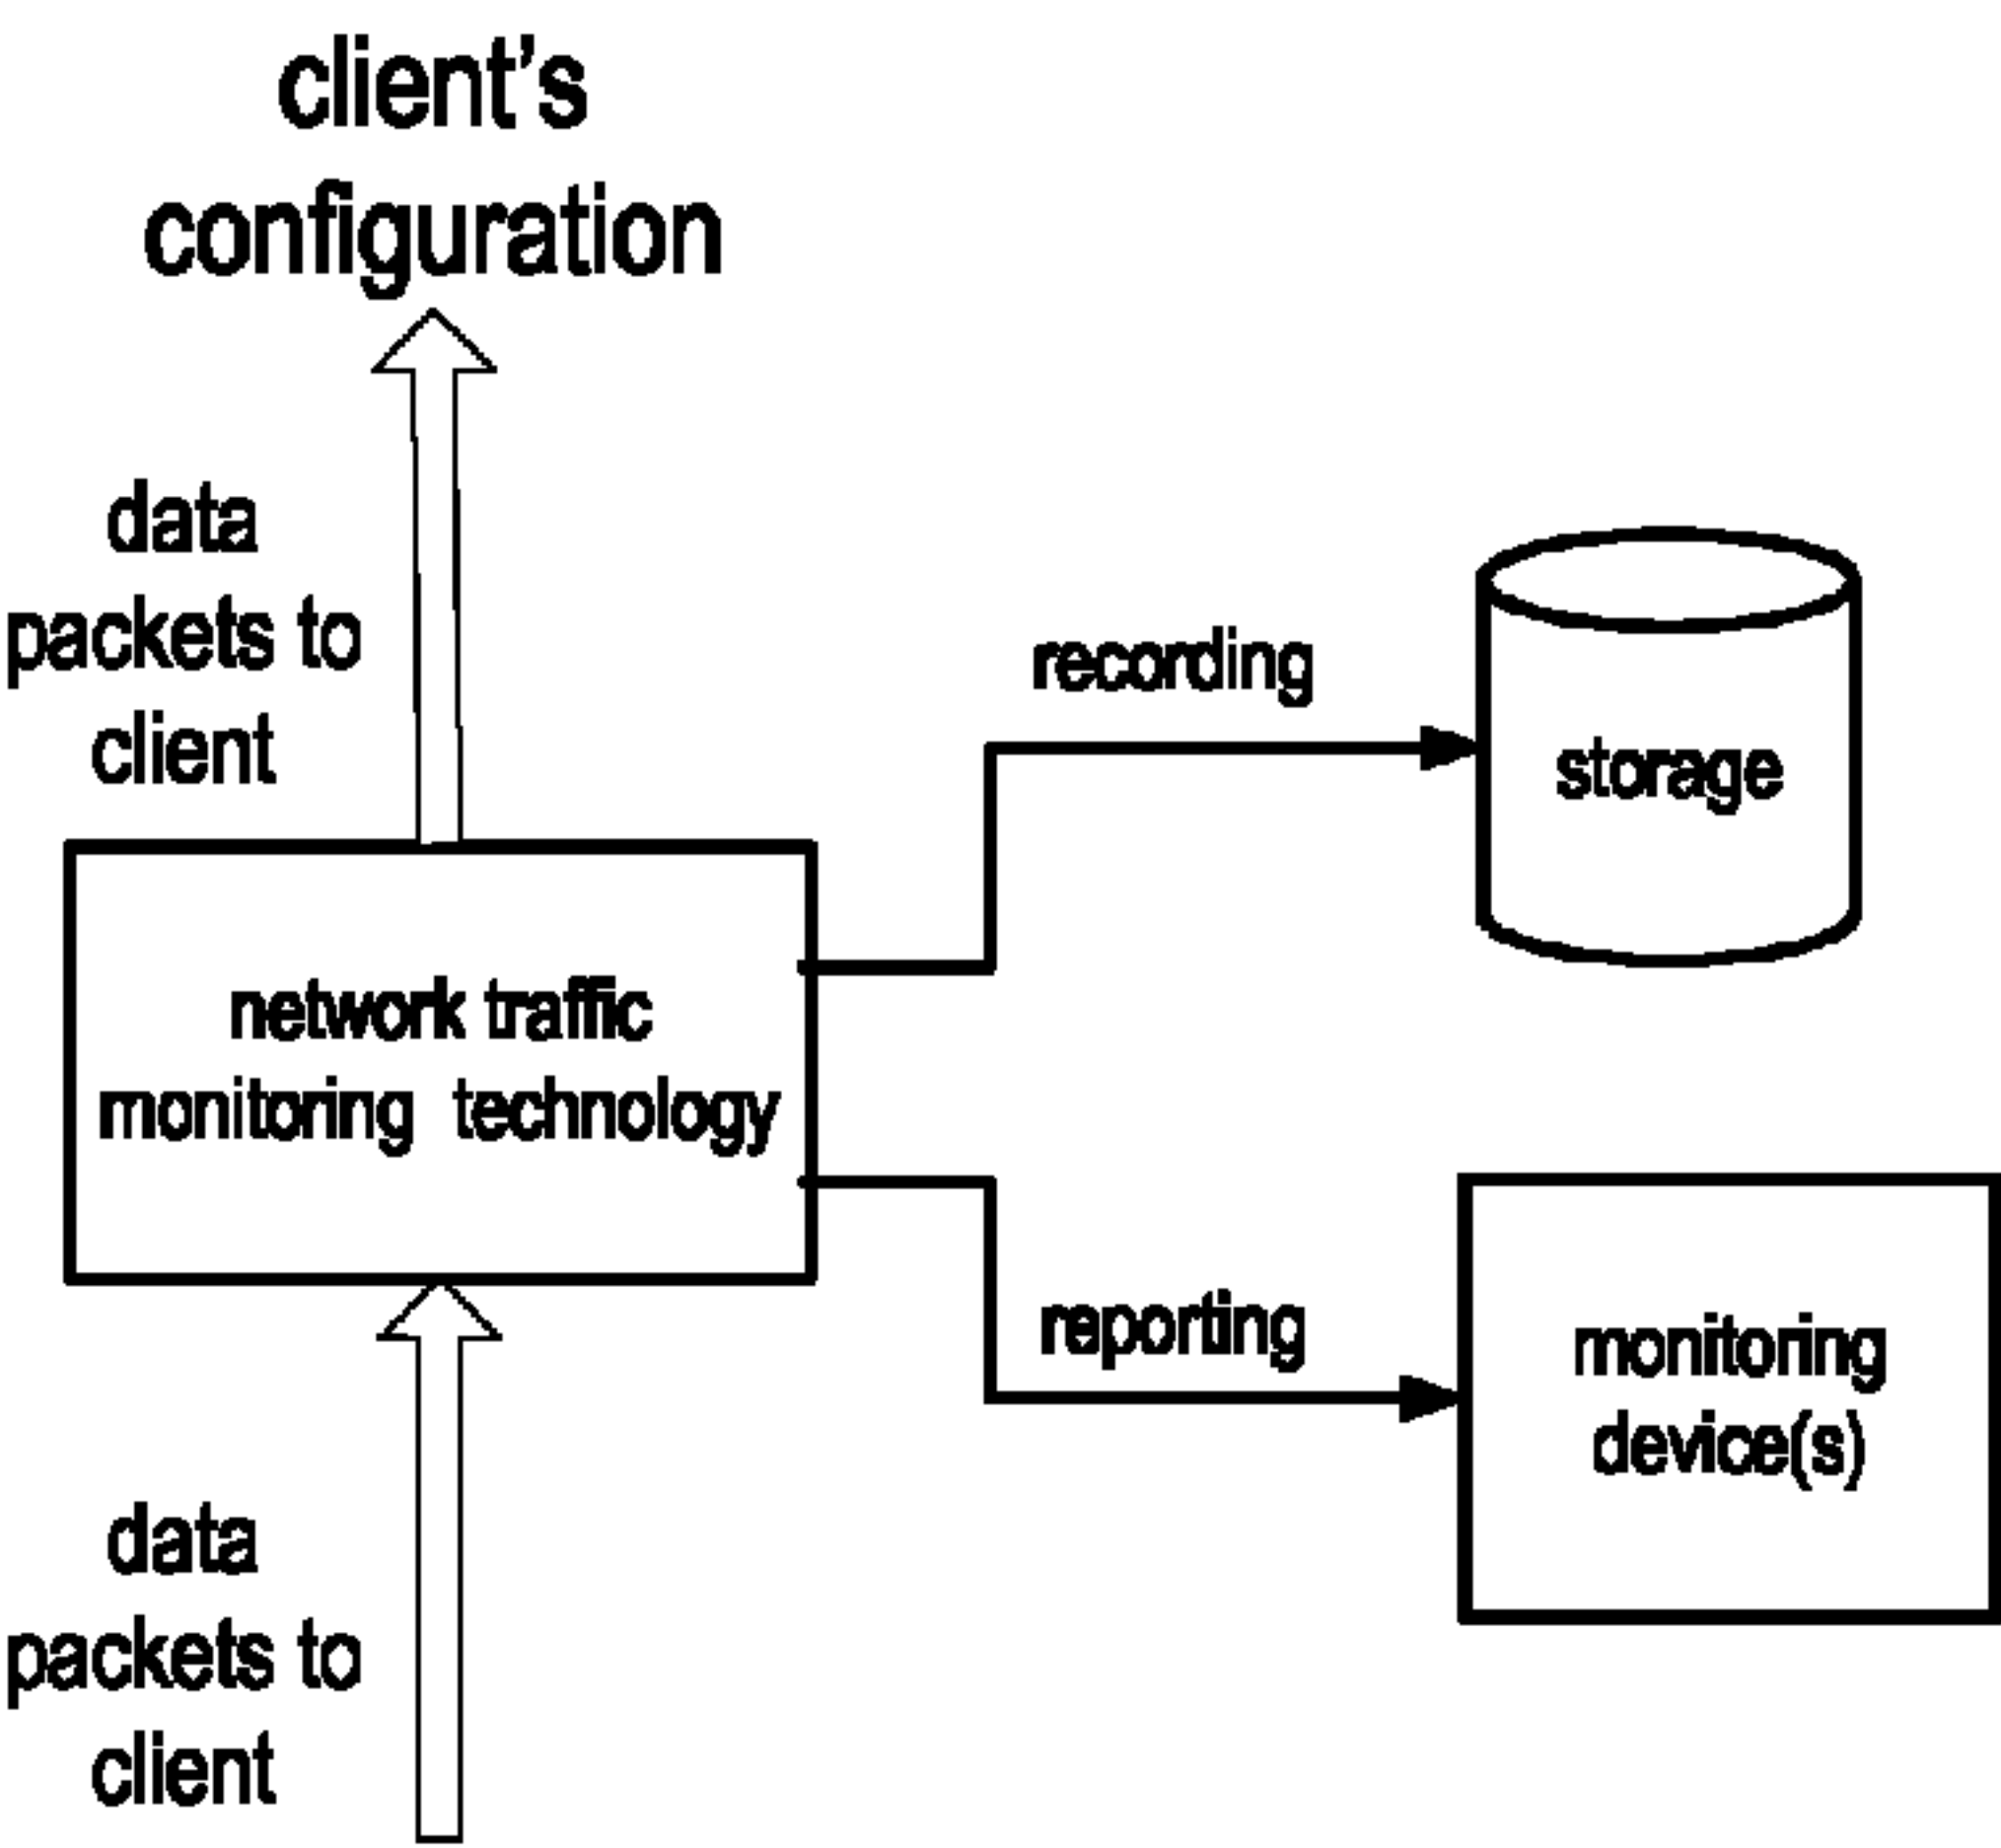 client's
configuration
data
packets to
client
recording
storage
network traffic
monitoring technology
reporting
monitoring
device(s)
data
packets to
client